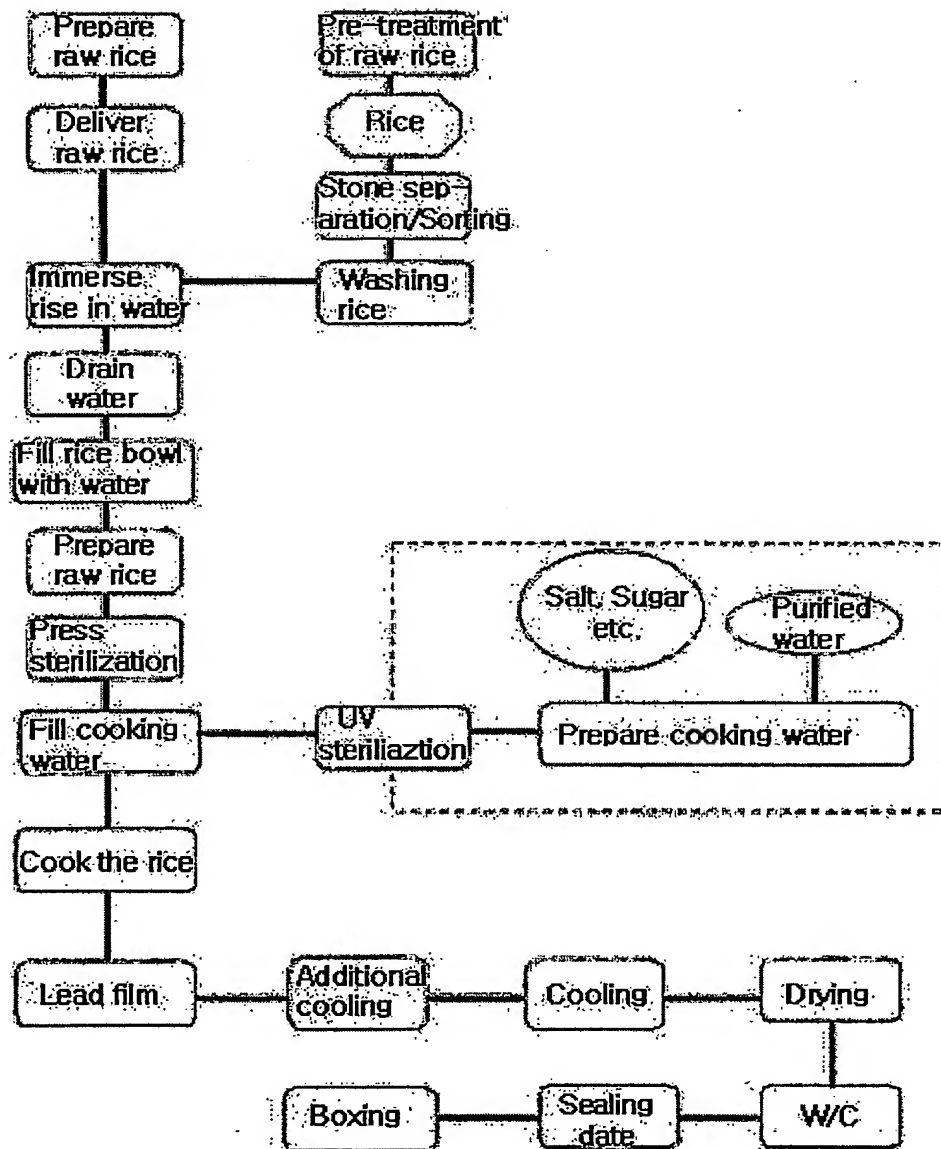 Prepare
raw rice
Pre-treatment
of raw rice
Deliver
raw rice
Rice
Stone sep-
aration/Sorting
Immerse
rise in water
Washing
rice
Drain
water
Fill rice bowl
with water
Prepare
raw rice
Press
sterilization
Salt, Sugar
etc.
Purified
water
Fill cooking
water
UV
steriliaztion
Prepare cooking water
Cook the rice
Lead film
Additional
cooling
Cooling
Drying
Boxing
Sealing
date
W/C